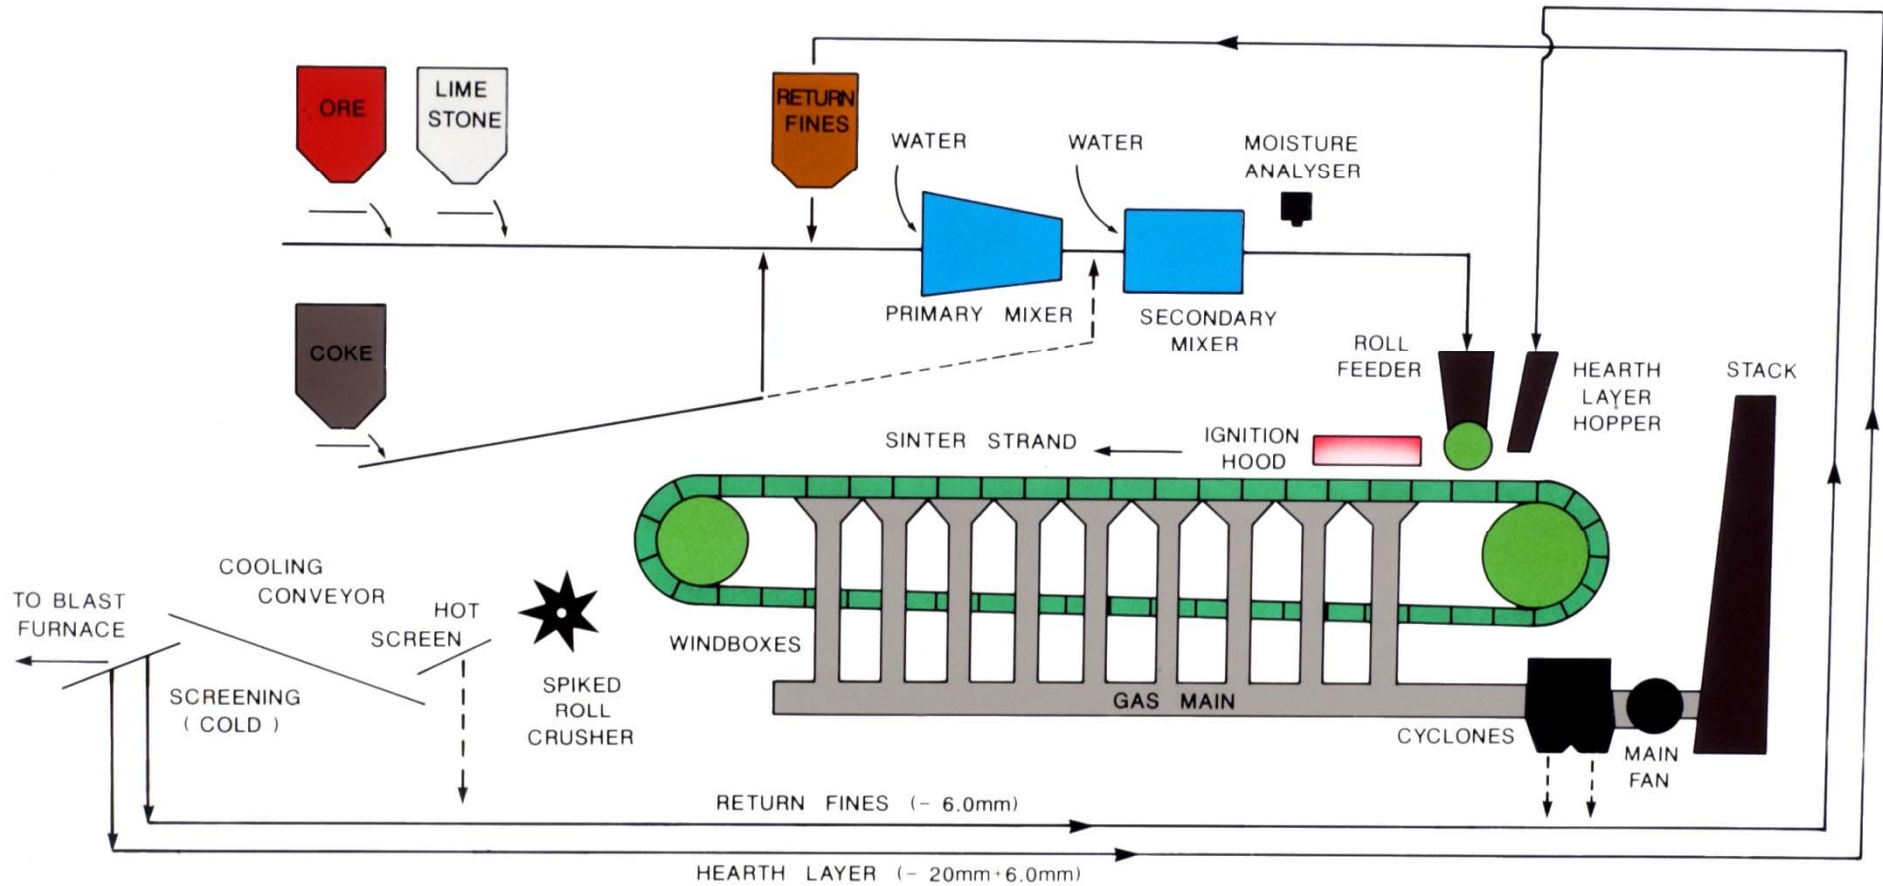 ORE
LIME
STONE
RETURN
FINES
WATER
WATER
MOISTURE
ANALYSER
COKE
PRIMARY MIXER
SECONDARY
MIXER
ROLL
FEEDER
HEARTH
LAYER
HOPPER
STACK
SINTER STRAND
IGNITION
HOOD
COOLING
CONVEYOR
HOT
SCREEN
TO BLAST
FURNACE
SCREENING
( COLD )
SPIKED
ROLL
CRUSHER
WINDBOXES
GAS MAIN
CYCLONES
MAIN
FAN
RETURN FINES (- 6.0mm)
HEARTH LAYER (- 20mm+6.0mm)